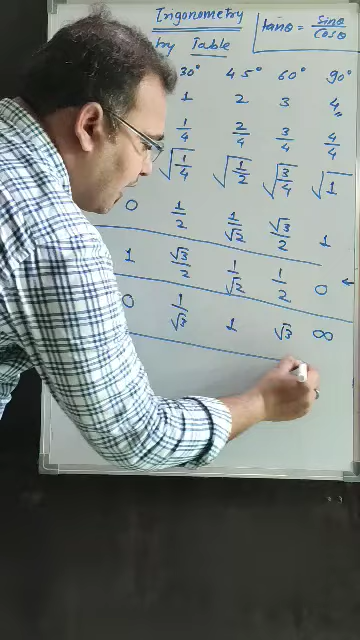 Trigonometry
try Table
tanθ = sinθ/cosθ
30° 45° 60° 90°
1 2 3 4
1/4 2/4 3/4 4/4
√1/4 √1/2 √3/4 √1
0 1/2 1/√2 √3/2 1
1 √3/2 1/√2 1/2 0 ←
0 1/√3 1 √3 ∞